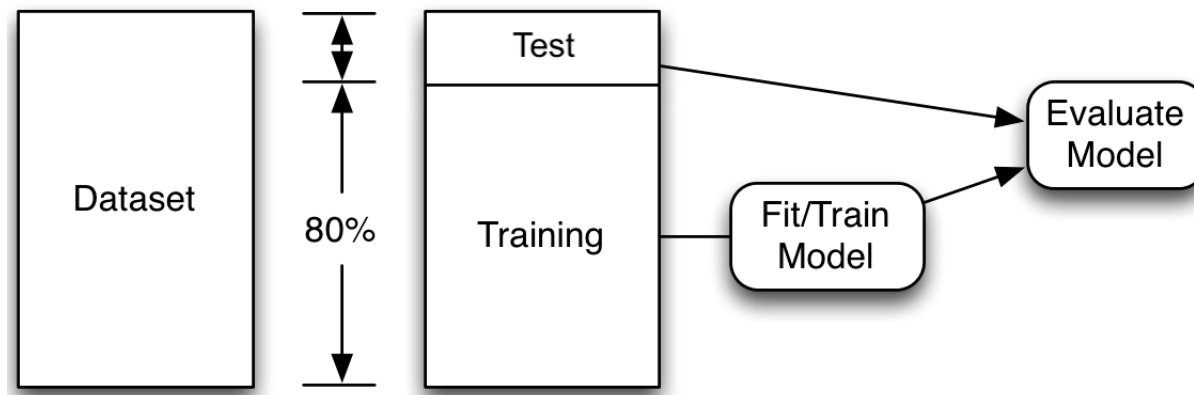 Dataset
80%
Test
Training
Fit/Train
Model
Evaluate
Model